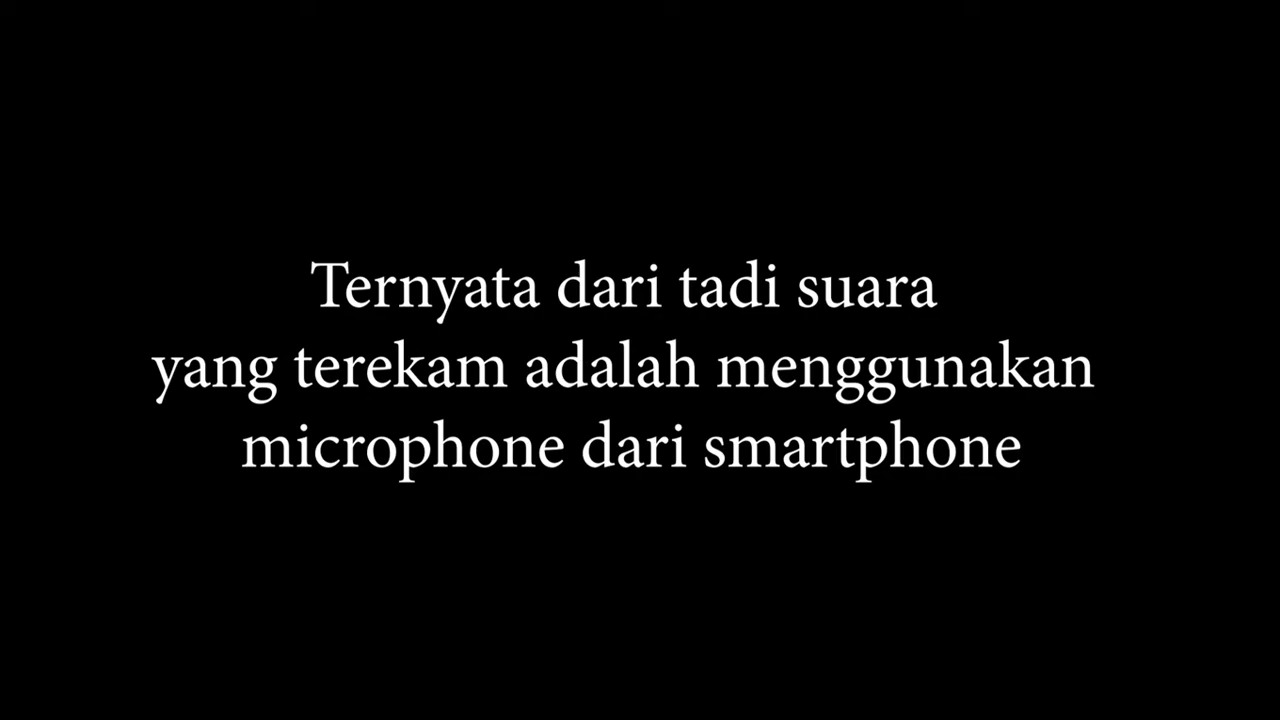 Ternyata dari tadi suara
yang terekam adalah menggunakan
microphone dari smartphone